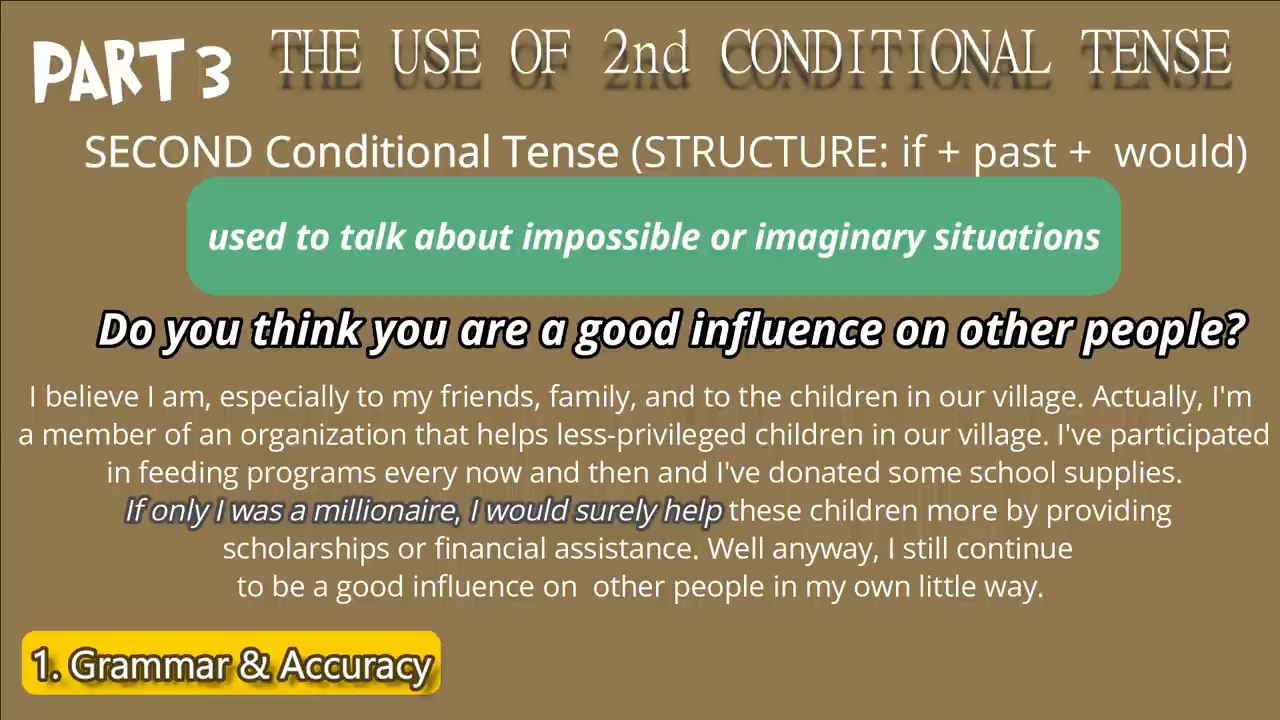 PART 3
THE USE OF 2nd CONDITIONAL TENSE
SECOND Conditional Tense (STRUCTURE: if + past + would)
used to talk about impossible or imaginary situations
Do you think you are a good influence on other people?
I believe I am, especially to my friends, family, and to the children in our village. Actually, I'm
a member of an organization that helps less-privileged children in our village. I've participated
in feeding programs every now and then and I've donated some school supplies.
If only I was a millionaire, I would surely help these children more by providing
scholarships or financial assistance. Well anyway, I still continue
to be a good influence on other people in my own little way.
1. Grammar & Accuracy